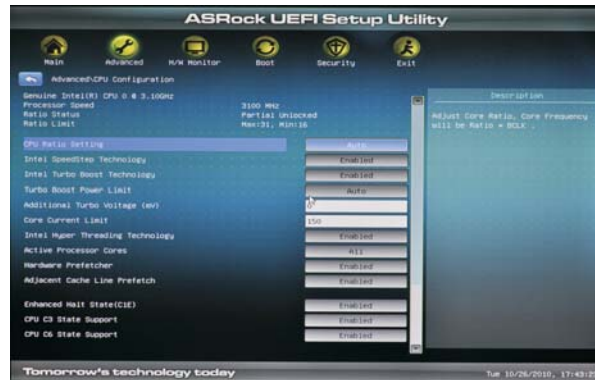 ASRock UEFI Setup Utility
Main Advanced H/W Monitor Boot Security Exit
Advanced\CPU Configuration
Description
Genuine Intel(R) CPU 0 @ 3.10GHz
Processor Speed 3100 MHz
Ratio Status Partial Unlocked
Ratio Limit Max:31, Min:16
Adjust Core Ratio, Core Frequency
will be Ratio * BCLK .
CPU Ratio Setting Auto
Intel SpeedStep Technology Enabled
Intel Turbo Boost Technology Enabled
Turbo Boost Power Limit Auto
Additional Turbo Voltage (mV) 0
Core Current Limit 150
Intel Hyper Threading Technology Enabled
Active Processor Cores All
Hardware Prefetcher Enabled
Adjacent Cache Line Prefetch Enabled
Enhanced Halt State(C1E) Enabled
CPU C3 State Support Enabled
CPU C6 State Support Enabled
Tomorrow's technology today
Tue 10/26/2010, 17:43:2